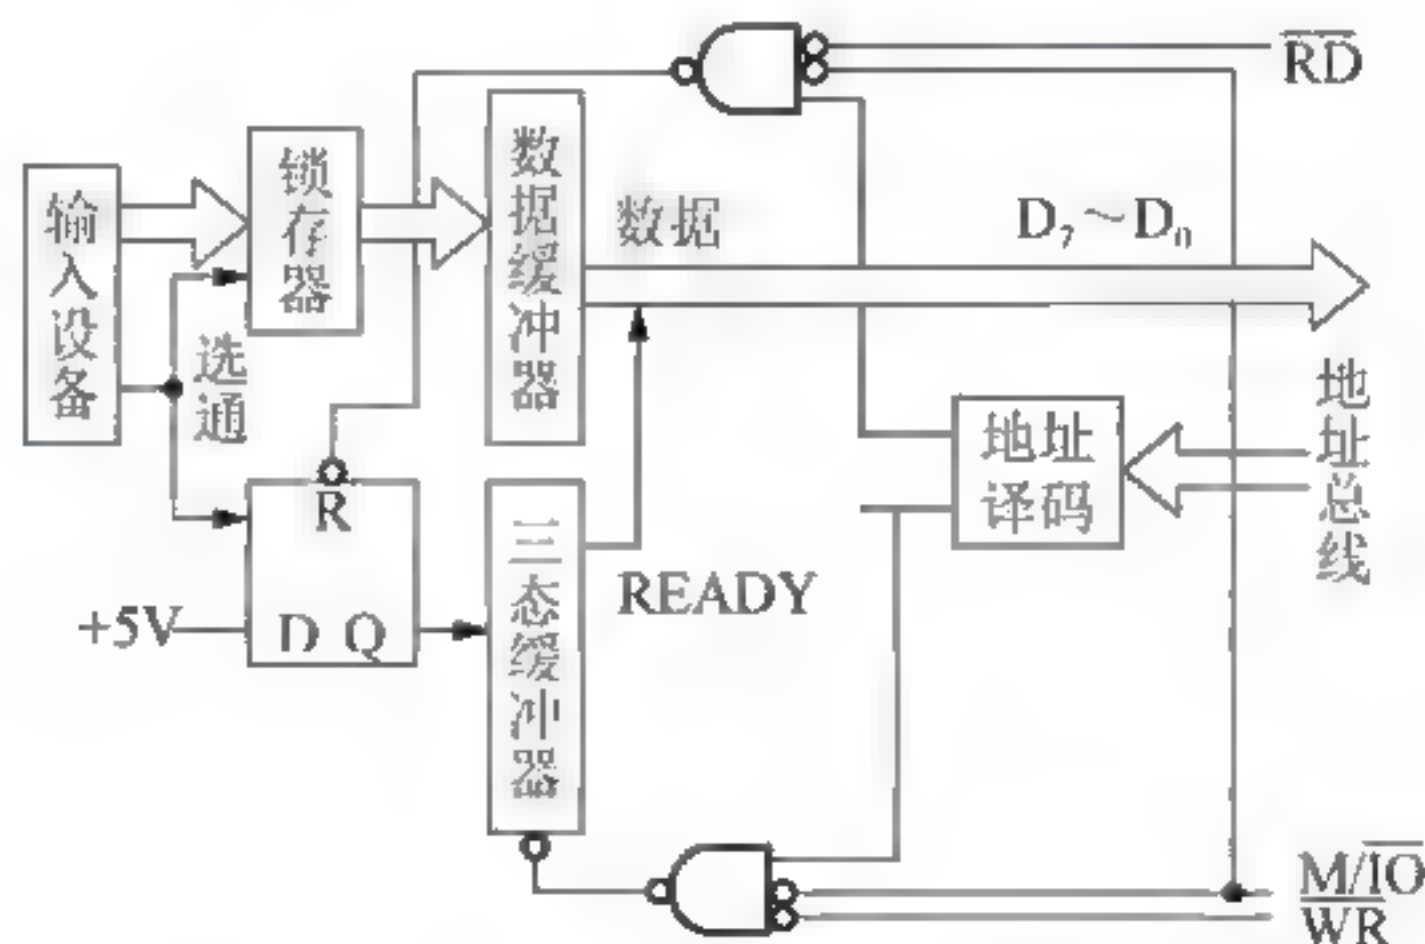 RD
输入设备
锁存器
数据缓冲器
数据
D₇～D₀
选通
地址译码
地址总线
R
三态缓冲器
READY
+5V
D Q
M/IO
WR